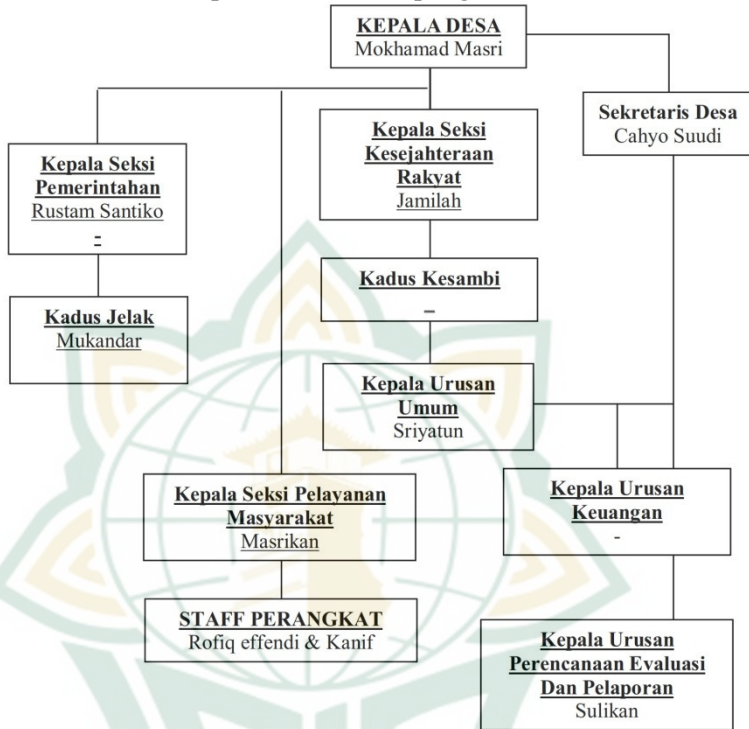 KEPALA DESA
Mokhamad Masri
Sekretaris Desa
Cahyo Suudi
Kepala Seksi
Kesejahteraan
Rakyat
Jamilah
Kepala Seksi
Pemerintahan
Rustam Santiko
-
Kadus Kesambi
-
Kadus Jelak
Mukandar
Kepala Urusan
Umum
Sriyatun
Kepala Seksi Pelayanan
Masyarakat
Masrikan
Kepala Urusan
Keuangan
-
STAFF PERANGKAT
Rofiq effendi & Kanif
Kepala Urusan
Perencanaan Evaluasi
Dan Pelaporan
Sulikan